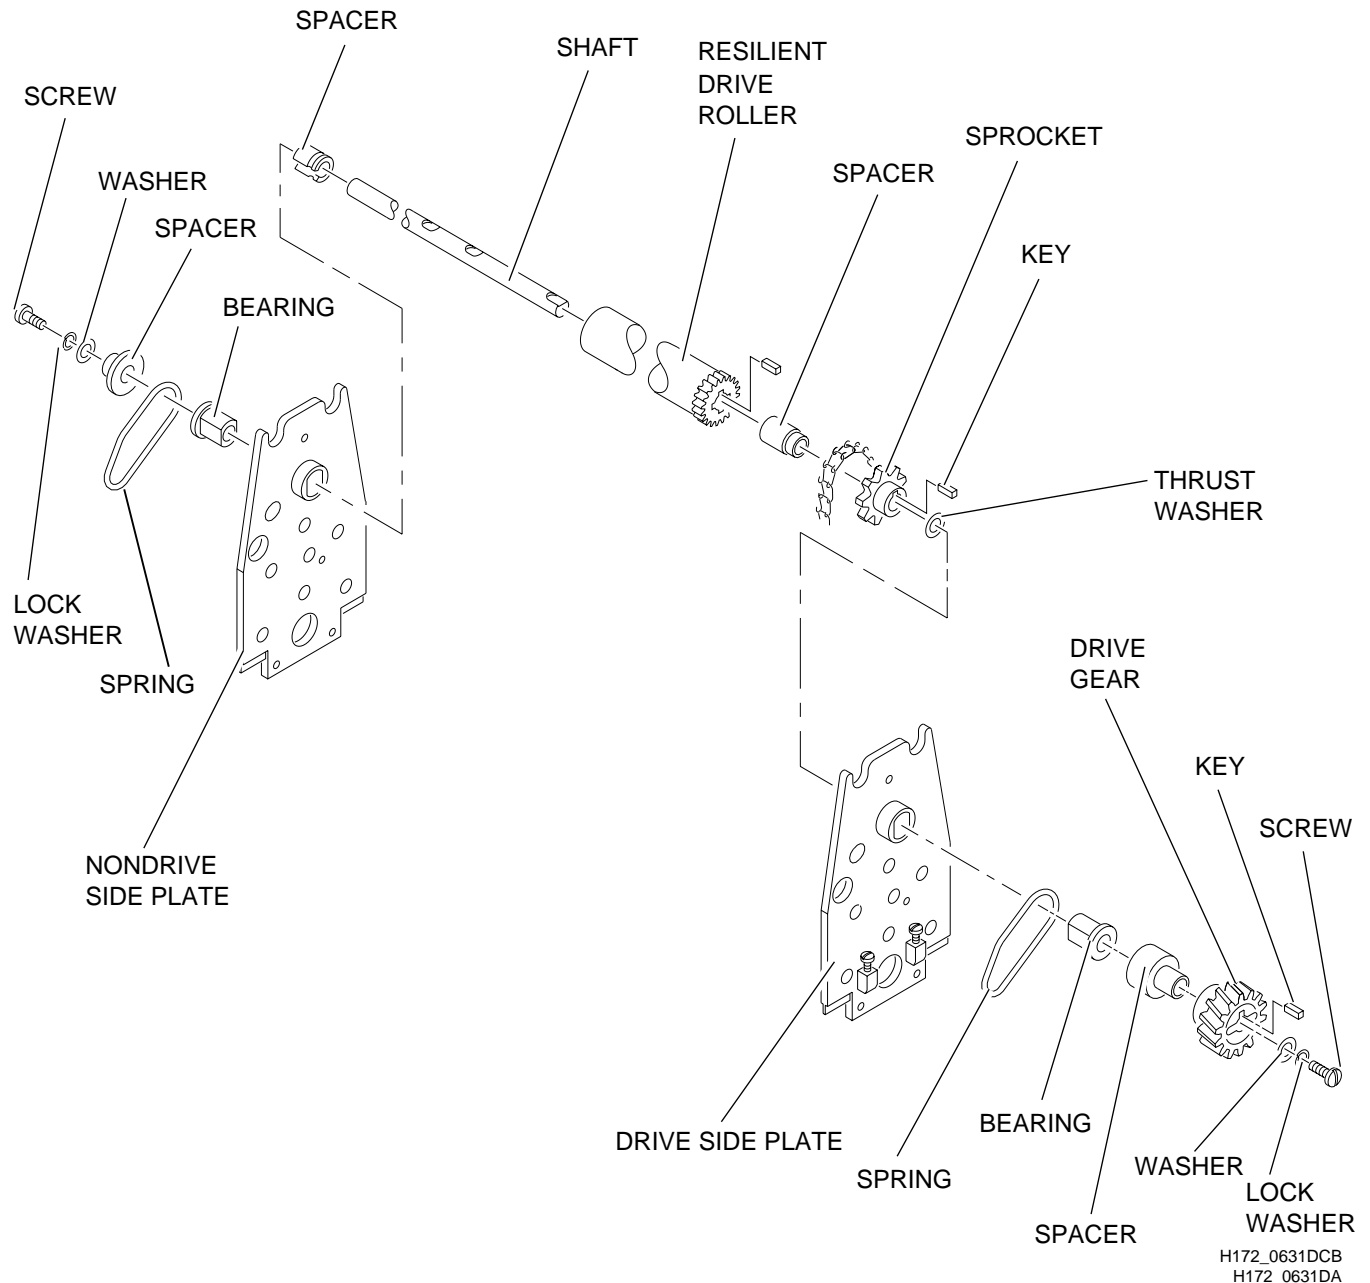 SPACER
SHAFT
RESILIENT
DRIVE
ROLLER
SCREW
SPROCKET
WASHER
SPACER
SPACER
KEY
BEARING
THRUST
WASHER
LOCK
WASHER
SPRING
DRIVE
GEAR
KEY
SCREW
NONDRIVE
SIDE PLATE
DRIVE SIDE PLATE
BEARING
SPRING
WASHER
SPACER
LOCK
WASHER
H172_0631DCB
H172_0631DA